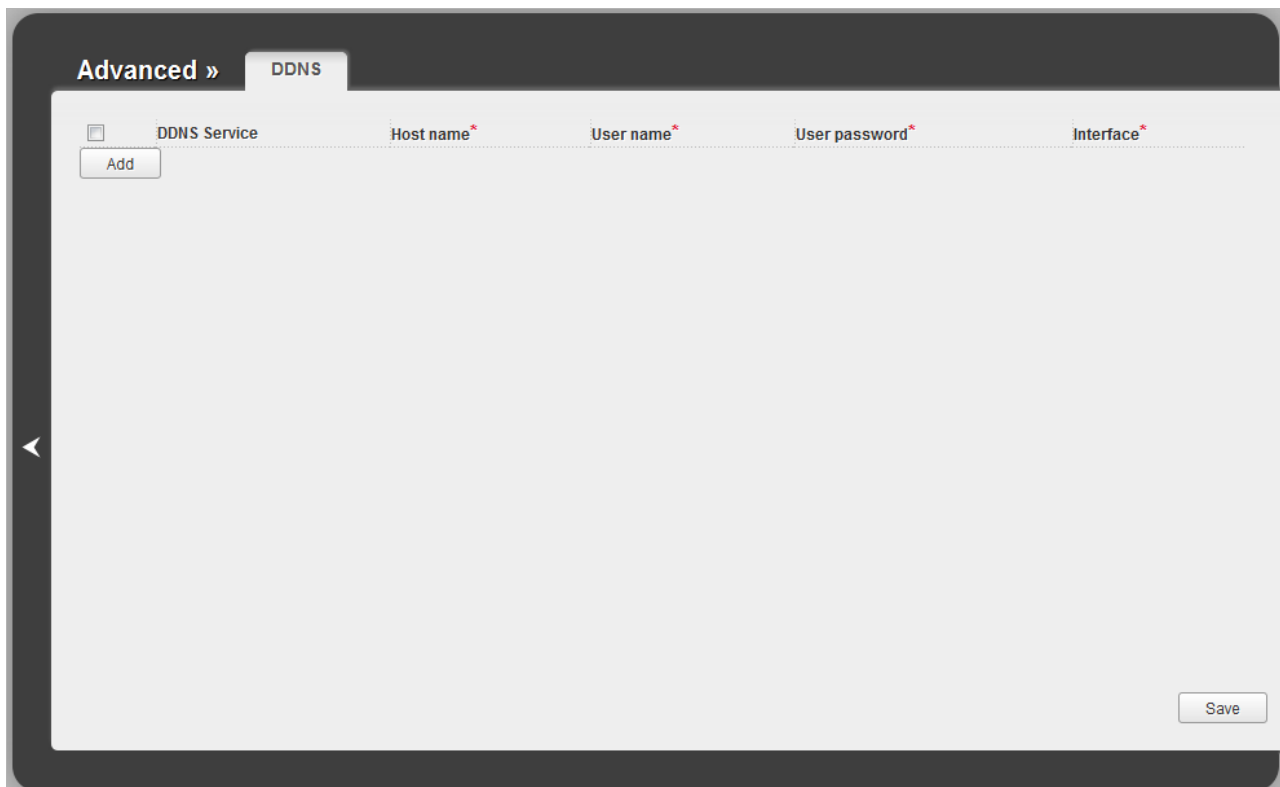 Advanced » DDNS
DDNS Service Host name* User name* User password* Interface*
Add
Save